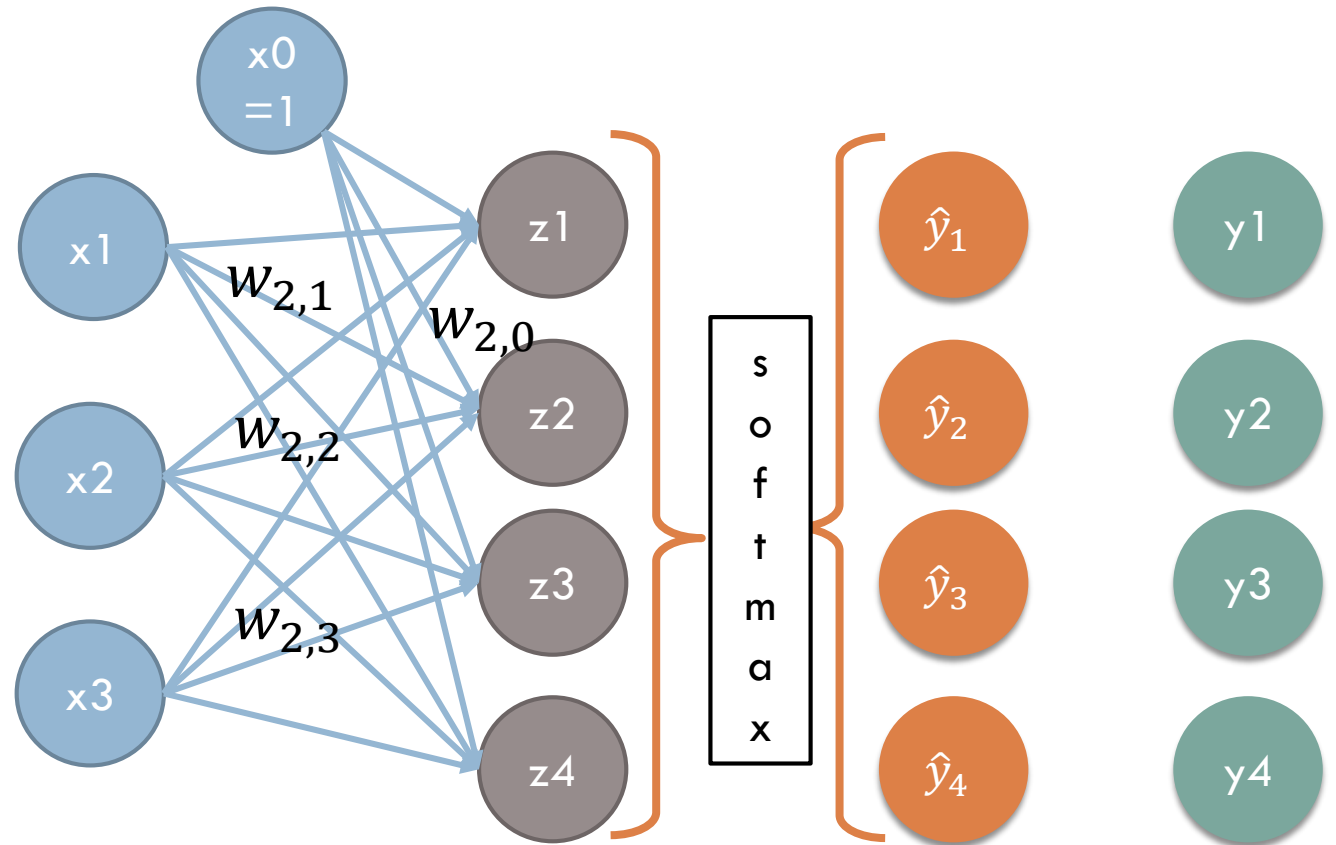 x0
=1
x1
x2
x3
w₂,₁
w₂,₀
w₂,₂
w₂,₃
z1
z2
z3
z4
s
o
f
t
m
a
x
ŷ₁
ŷ₂
ŷ₃
ŷ₄
y1
y2
y3
y4